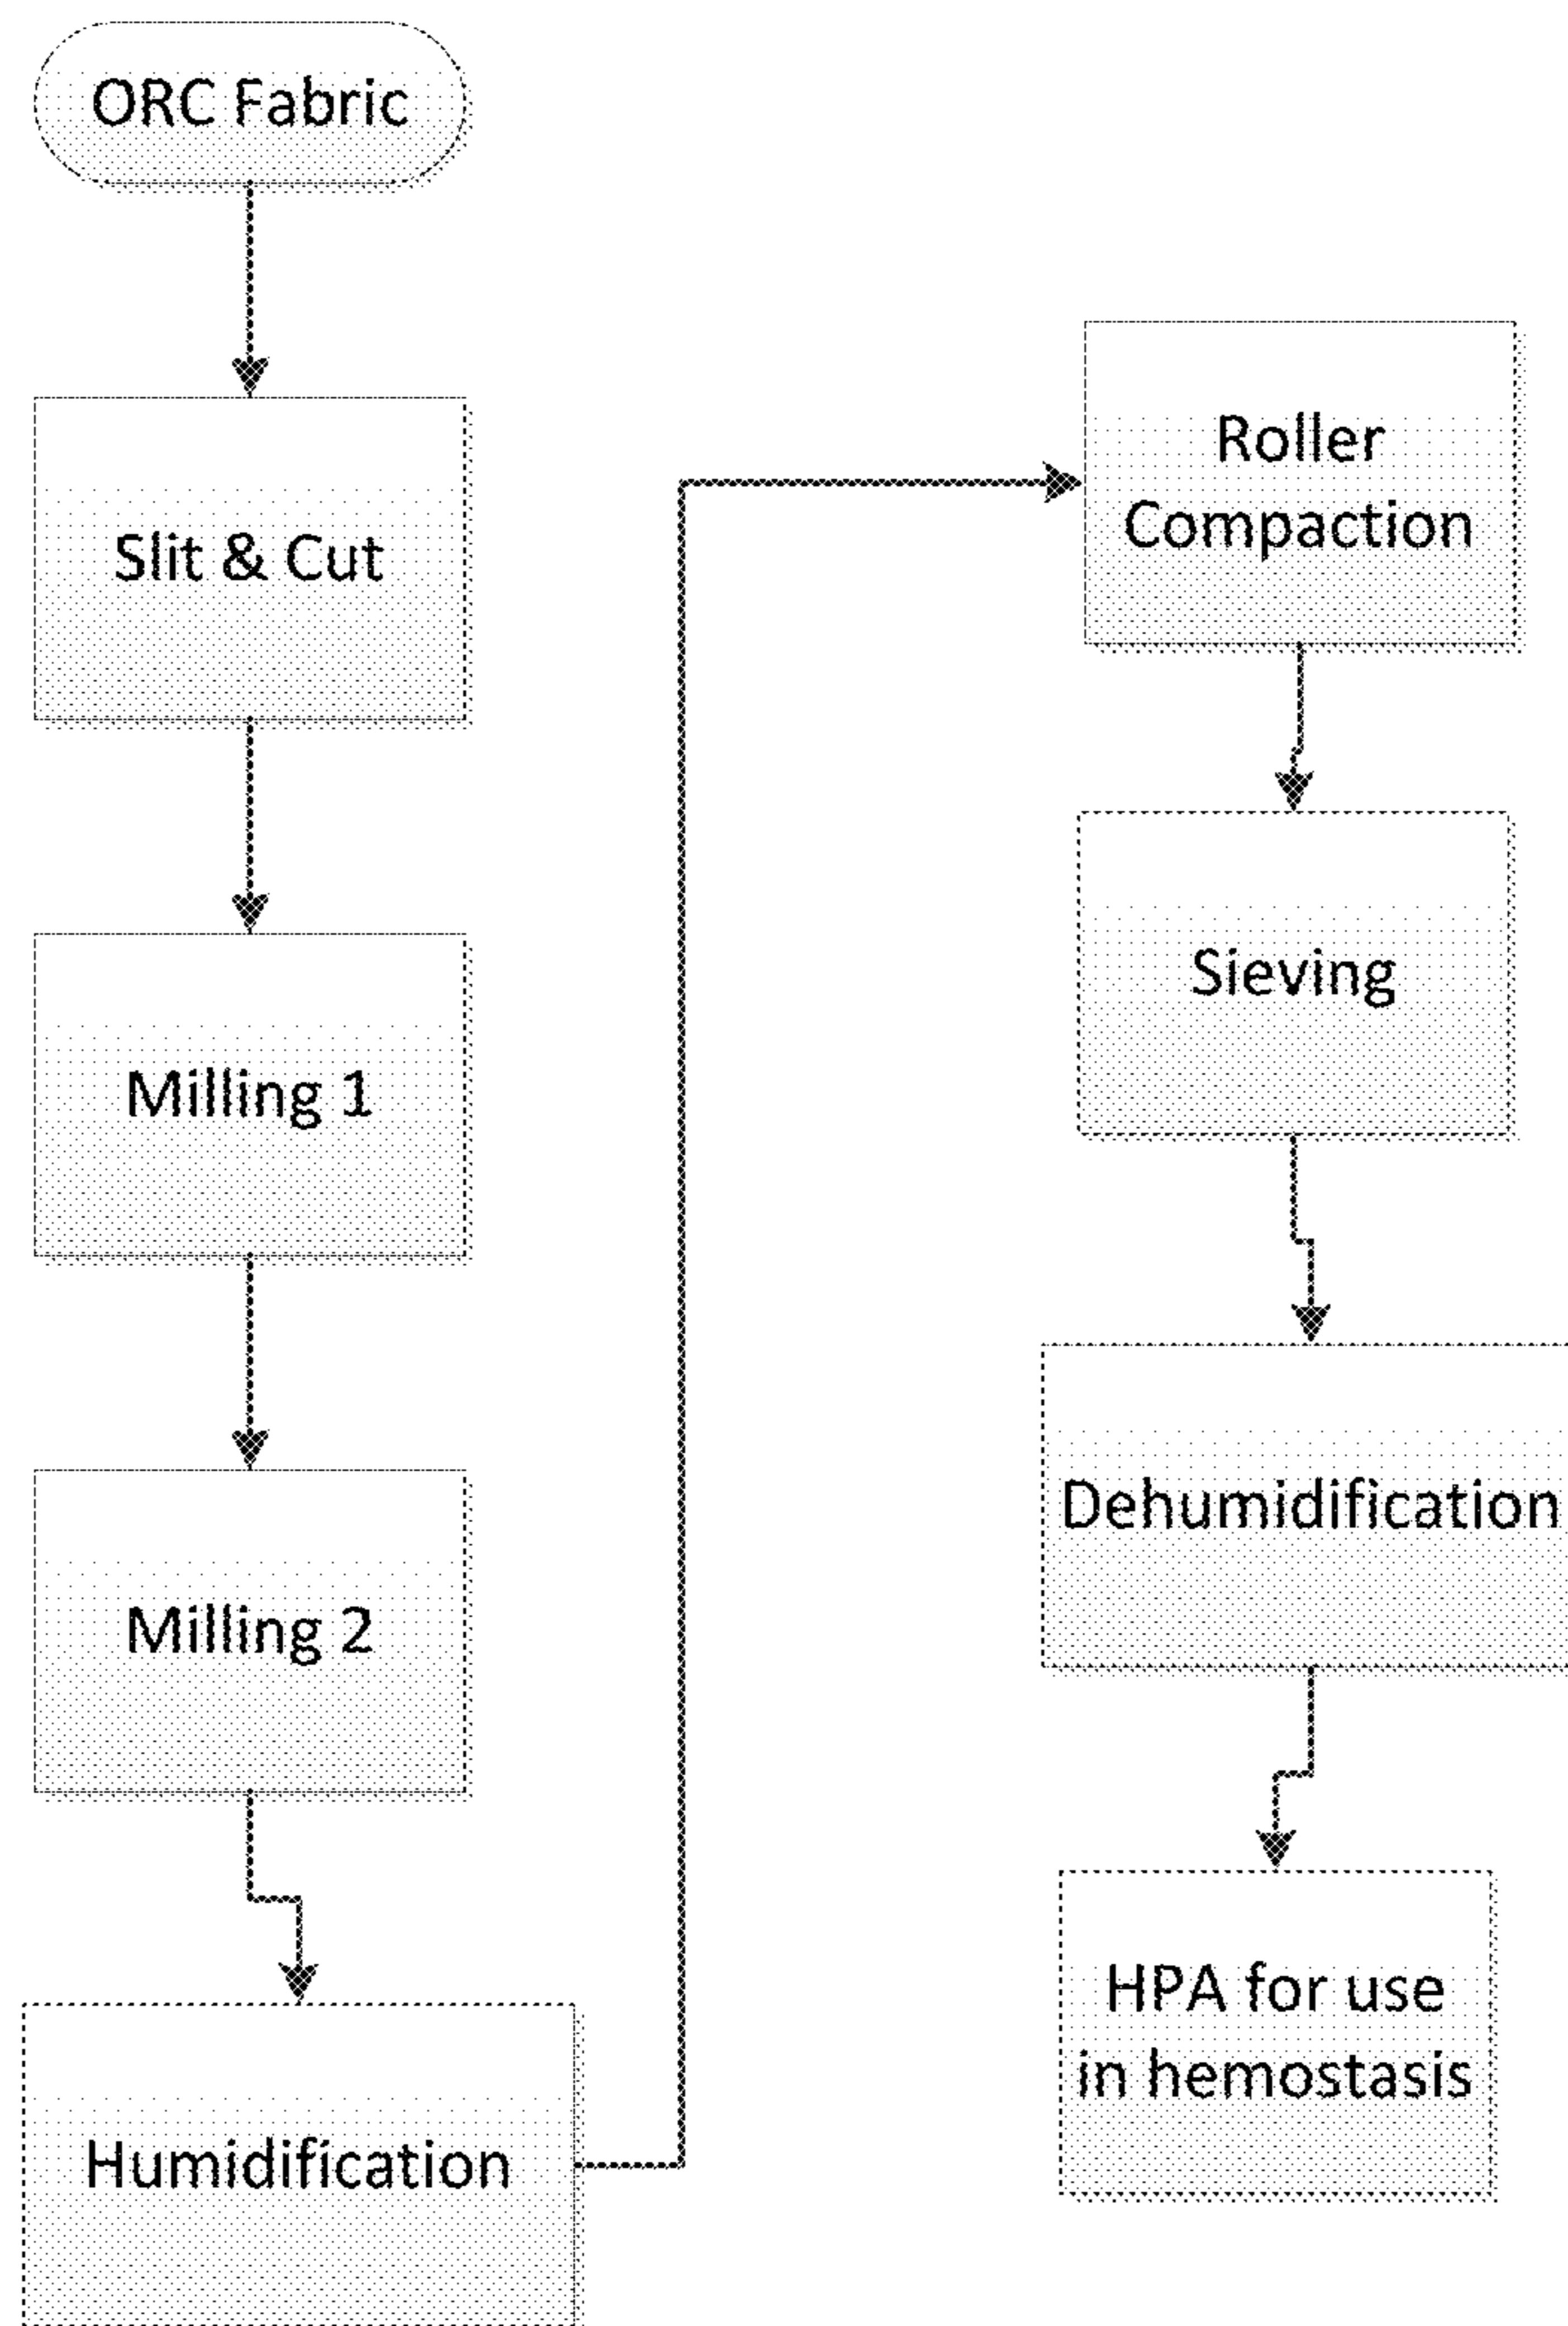 ORC Fabric
Slit & Cut
Milling 1
Milling 2
Humidification
Roller
Compaction
Sieving
Dehumidification
HPA for use
in hemostasis